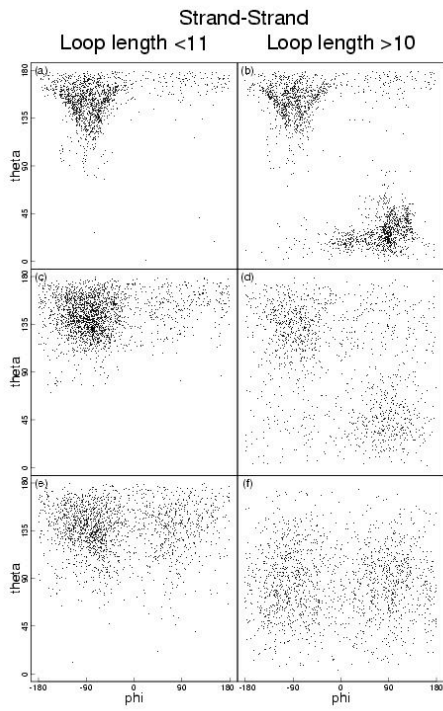 Strand-Strand
Loop length <11 Loop length >10
(a) (b)
180
135
90
45
0
theta
(c) (d)
180
135
90
45
0
theta
(e) (f)
180
135
90
45
0
theta
-180 -90 0 90 180 -180 -90 0 90 180
phi phi